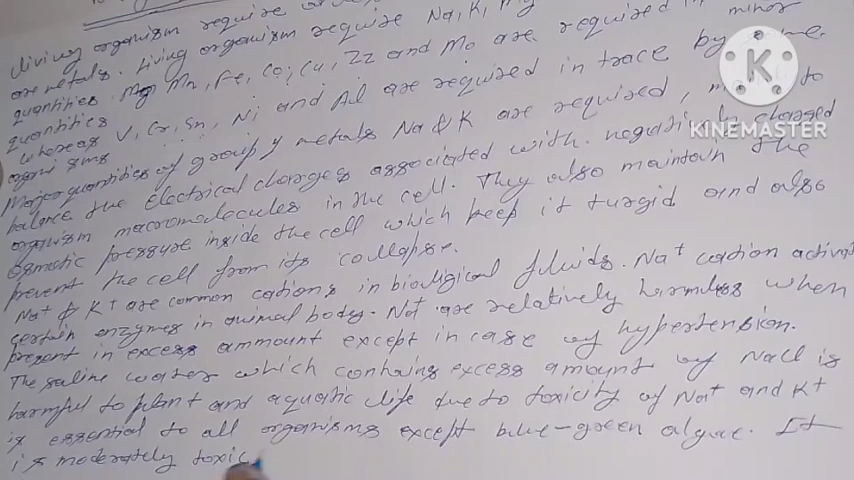 living organism require
are metals. Living organism require Na, K, Mg
quantities. Mn, Fe, Co, Cu, Zz and Mo are required in minor
quantities
whereas V, Cr, Sn, Ni and Al are required in trace by
organisms
Major quantities of group y metals Na & K are required, to
balance the electrical charges associated with negatively charged
organism macromolecules in the cell. They also maintain the
osmotic pressure inside the cell which keep it turgid and also
prevent the cell from its collapse.
Na⁺ & K⁺ are common cations in biological fluids. Na⁺ cation activat
certain enzymes in animal body. Na⁺ are relatively harmless when
present in excess ammount except in case of hypertension.
The saline water which contains excess amount of NaCl is
harmful to plant and aquatic life due to toxicity of Na⁺ and K⁺
is essential to all organisms except blue-green algae. It
is moderately toxic
K
KINEMASTER